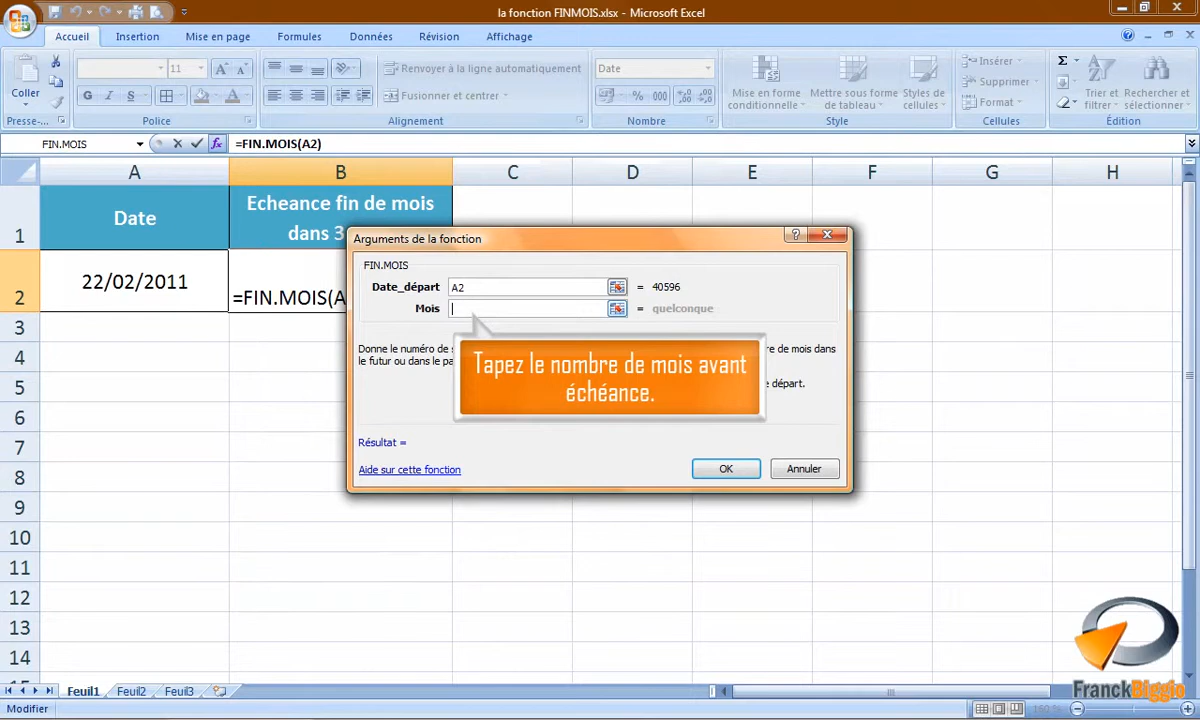 la fonction FINMOIS.xlsx - Microsoft Excel
Accueil Insertion Mise en page Formules Données Révision Affichage
Coller
11
G I S
Renvoyer à la ligne automatiquement
Fusionner et centrer
Date
% 000
Mise en forme conditionnelle
Mettre sous forme de tableau
Styles de cellules
Insérer
Supprimer
Format
Trier et filtrer
Rechercher et sélectionner
Presse-...
Police
Alignement
Nombre
Style
Cellules
Édition
FIN.MOIS
=FIN.MOIS(A2)
A B C D E F G H
1
Date
Echeance fin de mois
dans 3
2
22/02/2011
=FIN.MOIS(A
3
4
5
6
7
8
9
10
11
12
13
14
Arguments de la fonction
FIN.MOIS
Date_départ A2 = 40596
Mois = quelconque
Donne le numéro de s
re de mois dans
le futur ou dans le pa
de départ.
Tapez le nombre de mois avant
échéance.
Résultat =
Aide sur cette fonction
OK
Annuler
FranckBiggio
Feuil1 Feuil2 Feuil3
Modifier